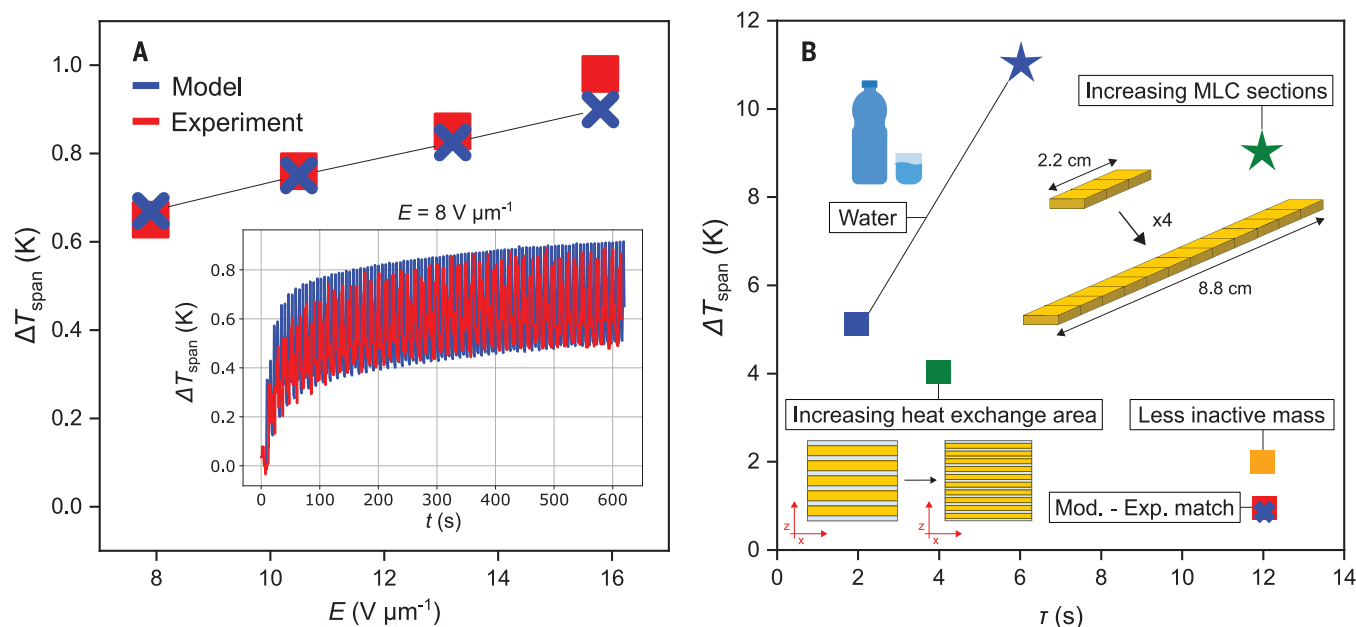 A
Model
Experiment
ΔT_span (K)
1.0
0.8
0.6
0.4
0.2
0.0
8
10
12
14
16
E (V µm⁻¹)
E = 8 V µm⁻¹
ΔT_span (K)
0.8
0.6
0.4
0.2
0.0
0
100
200
300
400
500
600
t (s)
B
ΔT_span (K)
12
10
8
6
4
2
0
0
2
4
6
8
10
12
14
τ (s)
Increasing MLC sections
2.2 cm
x4
8.8 cm
Water
Increasing heat exchange area
z
x
z
x
Less inactive mass
Mod. - Exp. match